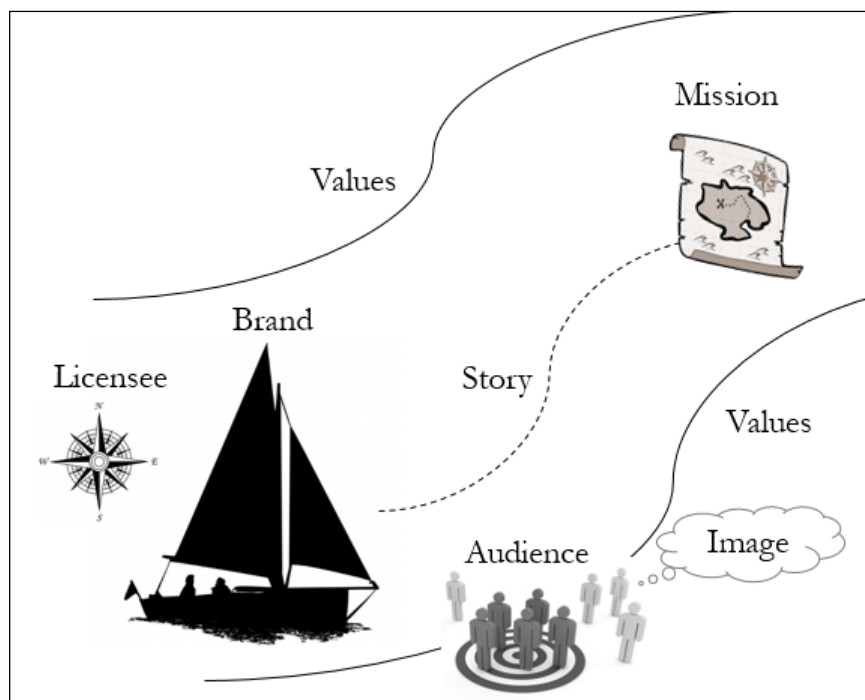 Mission
Values
Brand
Licensee
Story
Values
Audience
Image
N
W
E
S